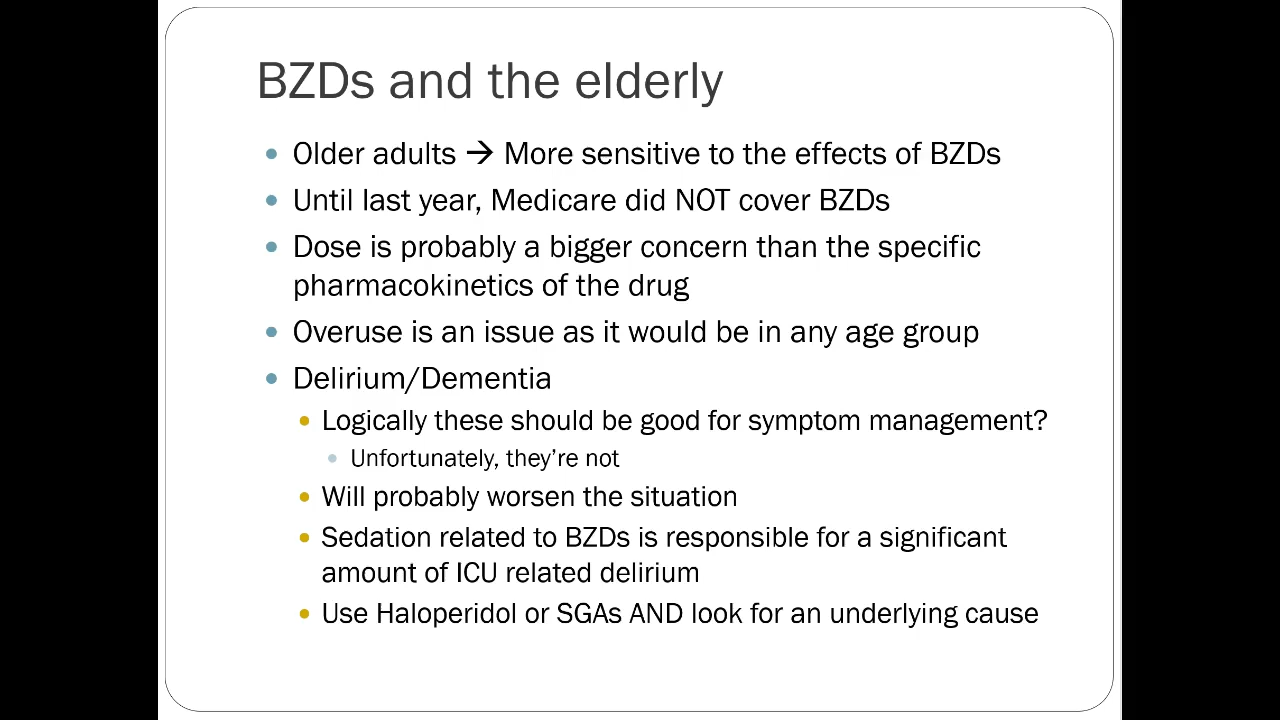 BZDs and the elderly
• Older adults → More sensitive to the effects of BZDs
• Until last year, Medicare did NOT cover BZDs
• Dose is probably a bigger concern than the specific
pharmacokinetics of the drug
• Overuse is an issue as it would be in any age group
• Delirium/Dementia
• Logically these should be good for symptom management?
• Unfortunately, they're not
• Will probably worsen the situation
• Sedation related to BZDs is responsible for a significant
amount of ICU related delirium
• Use Haloperidol or SGAs AND look for an underlying cause